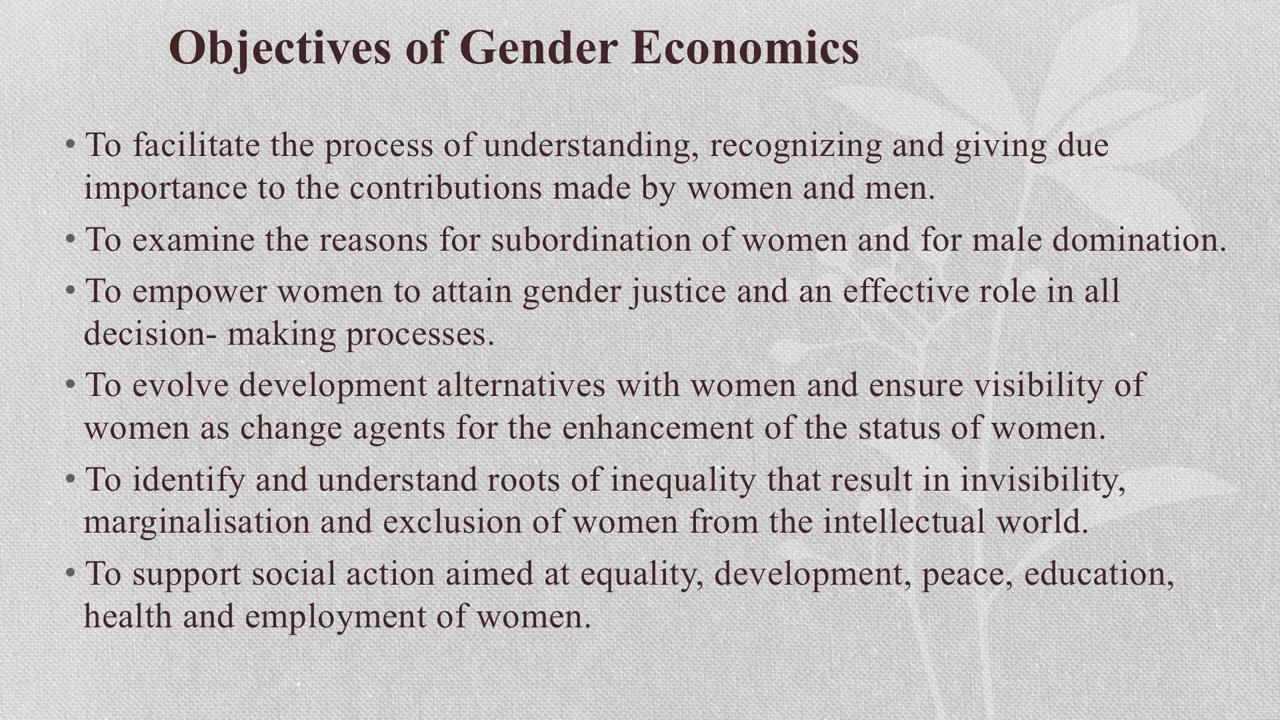 Objectives of Gender Economics
• To facilitate the process of understanding, recognizing and giving due
importance to the contributions made by women and men.
• To examine the reasons for subordination of women and for male domination.
• To empower women to attain gender justice and an effective role in all
decision- making processes.
• To evolve development alternatives with women and ensure visibility of
women as change agents for the enhancement of the status of women.
• To identify and understand roots of inequality that result in invisibility,
marginalisation and exclusion of women from the intellectual world.
• To support social action aimed at equality, development, peace, education,
health and employment of women.